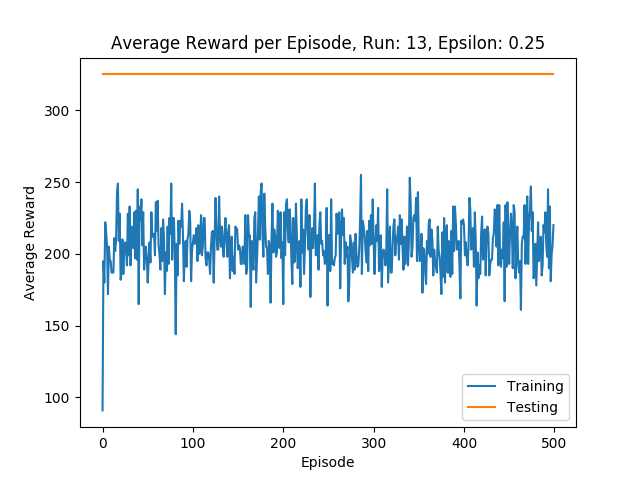 Average Reward per Episode, Run: 13, Epsilon: 0.25
300
250
200
150
100
Average Reward
0
100
200
300
400
500
Episode
Training
Testing